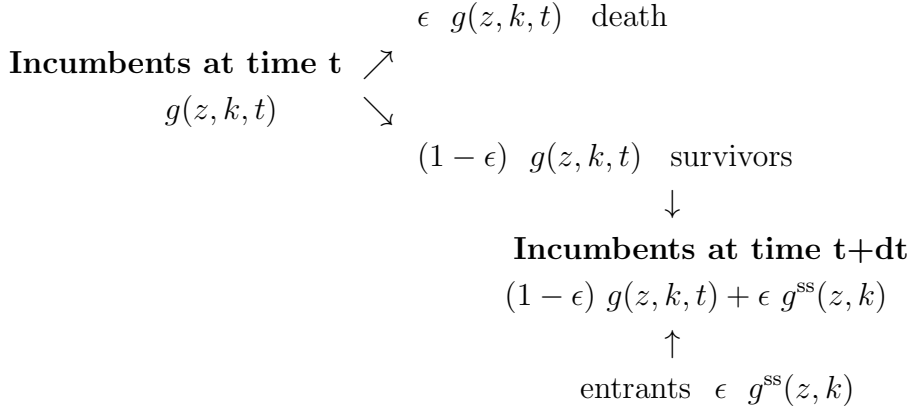 ϵ g(z, k, t) death
Incumbents at time t ↗
g(z, k, t) ↘
(1 − ϵ) g(z, k, t) survivors
↓
Incumbents at time t+dt
(1 − ϵ) g(z, k, t) + ϵ g^ss(z, k)
↑
entrants ϵ g^ss(z, k)